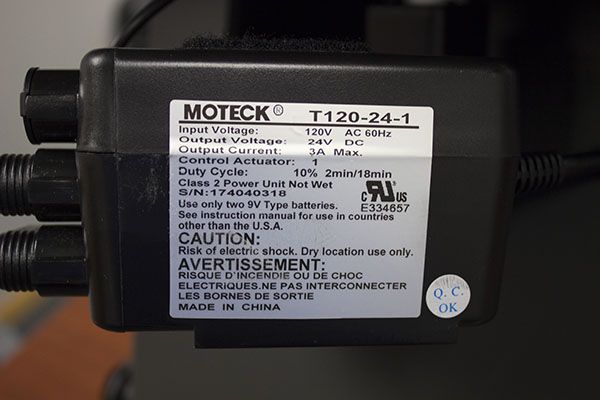 MOTECK® T120-24-1
Input Voltage: 120V AC 60Hz
Output Voltage: 24V DC
Output Current: 3A Max.
Control Actuator: 1
Duty Cycle: 10% 2min/18min
Class 2 Power Unit Not Wet
S/N:174040318
C RU US
E334657
Use only two 9V Type batteries.
See instruction manual for use in countries
other than the U.S.A.
CAUTION:
Risk of electric shock. Dry location use only.
AVERTISSEMENT:
RISQUE D'INCENDIE OU DE CHOC
ELECTRIQUES.NE PAS INTERCONNECTER
LES BORNES DE SORTIE
MADE IN CHINA
Q.C.
OK